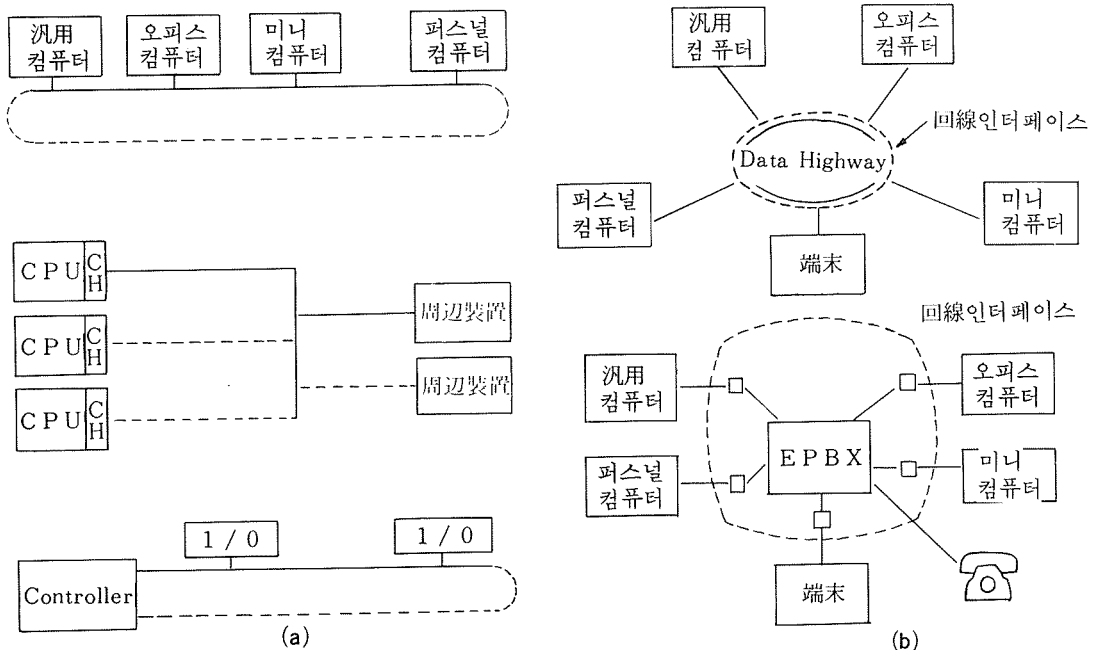 汎用
컴퓨터
오피스
컴퓨터
미니
컴퓨터
퍼스널
컴퓨터
CPU
CH
CPU
CH
CPU
CH
周辺裝置
周辺裝置
1/0
1/0
Controller
(a)
汎用
컴퓨터
오피스
컴퓨터
回線인터페이스
Data Highway
퍼스널
컴퓨터
미니
컴퓨터
端末
回線인터페이스
汎用
컴퓨터
오피스
컴퓨터
EPBX
퍼스널
컴퓨터
미니
컴퓨터
端末
(b)